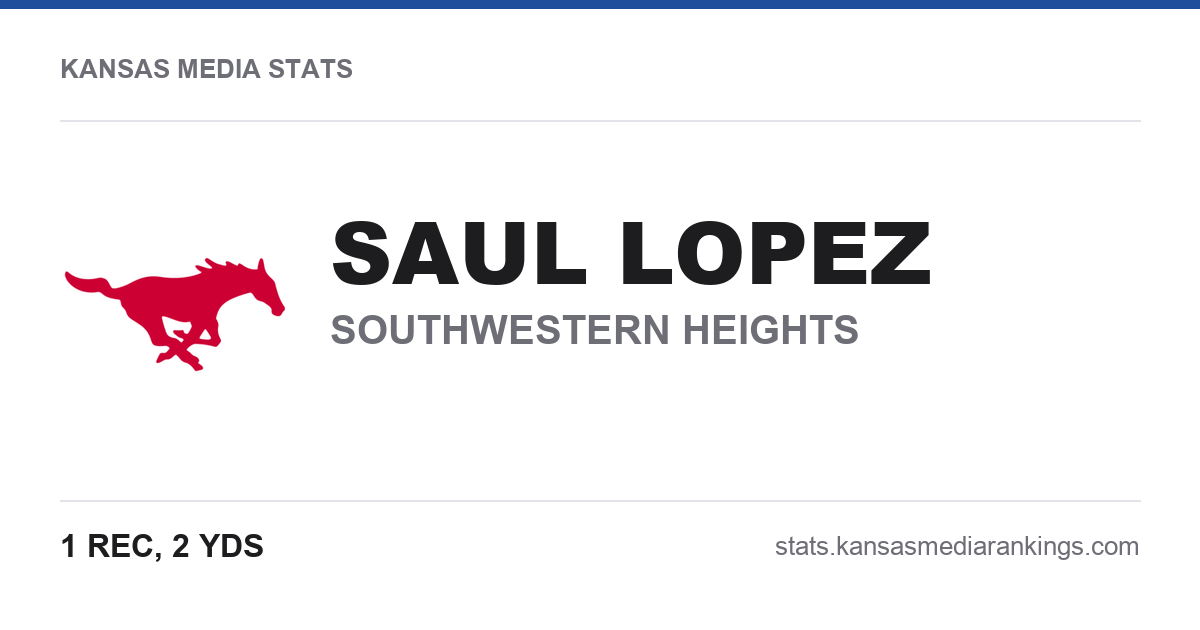 KANSAS MEDIA STATS
SAUL LOPEZ
SOUTHWESTERN HEIGHTS
1 REC, 2 YDS
stats.kansasmediarankings.com